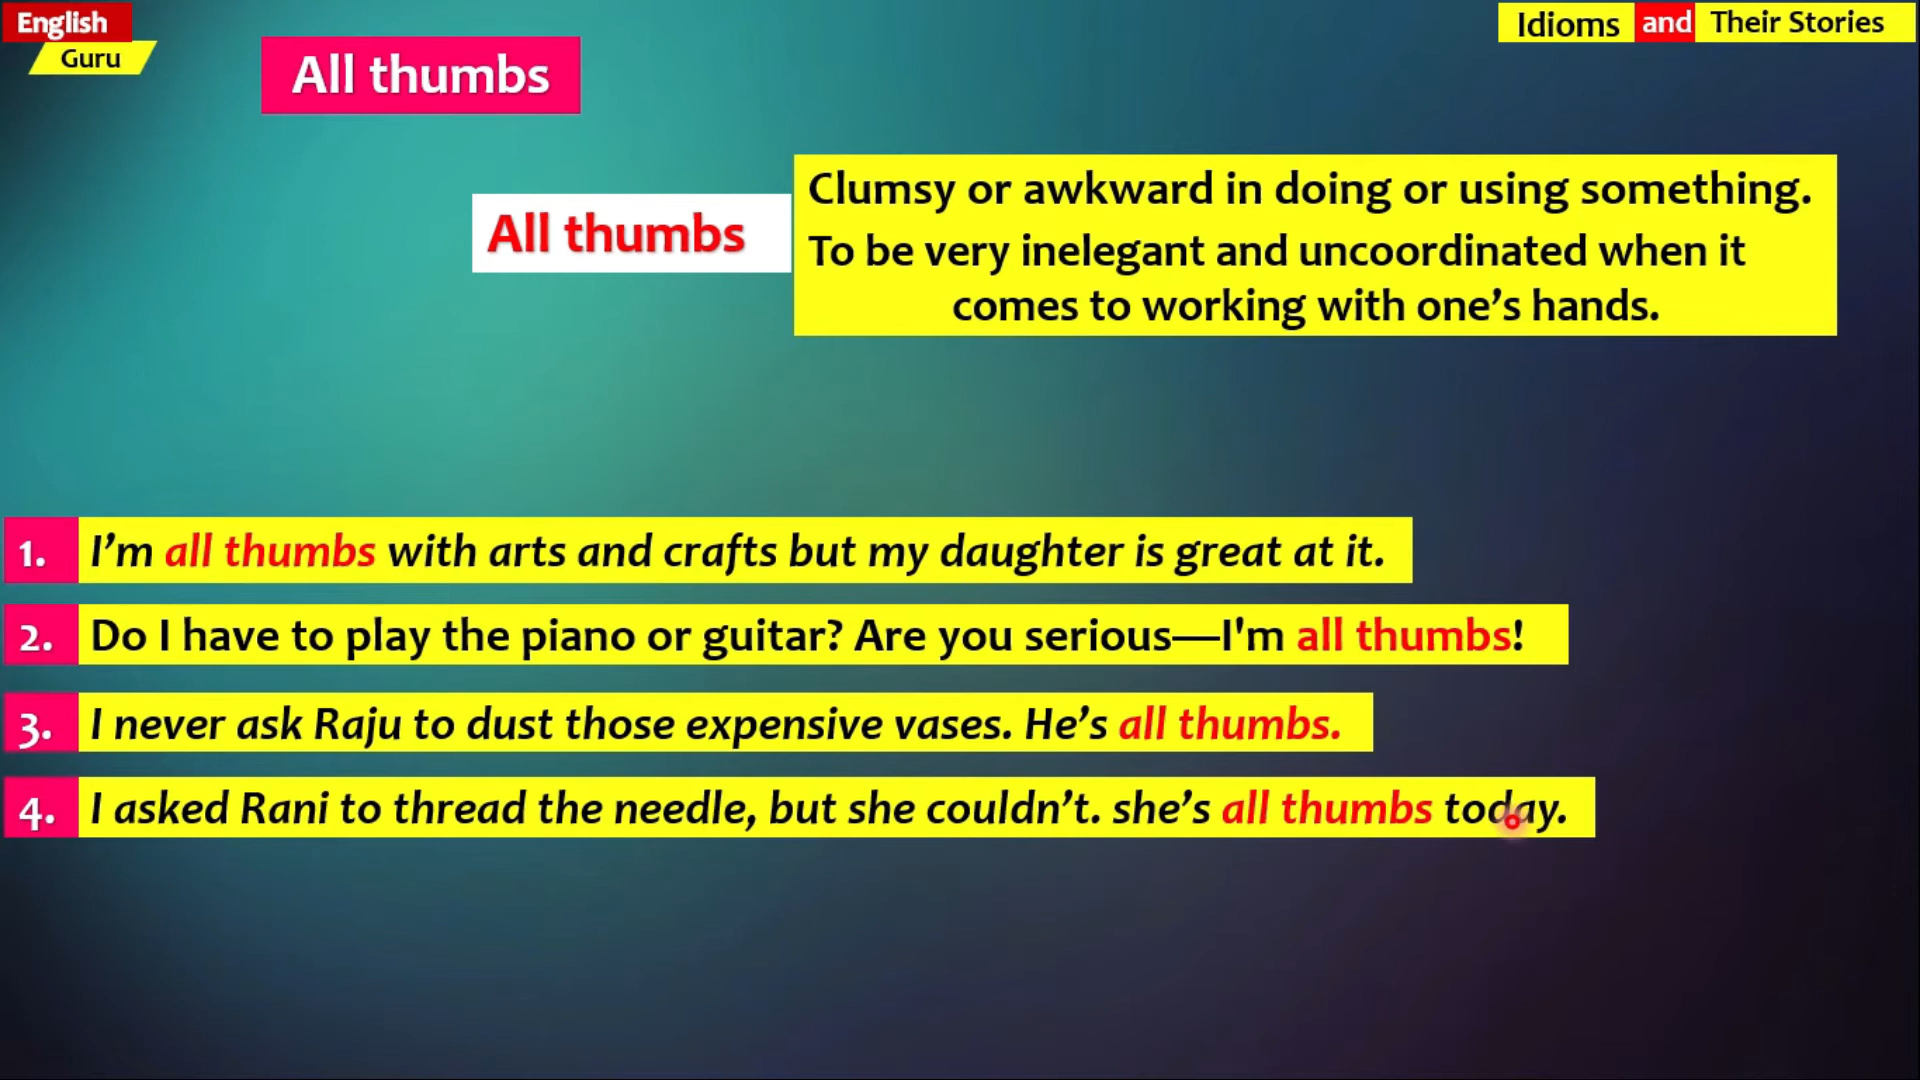 English
Guru
Idioms and Their Stories
All thumbs
All thumbs
Clumsy or awkward in doing or using something.
To be very inelegant and uncoordinated when it
comes to working with one’s hands.
1. I’m all thumbs with arts and crafts but my daughter is great at it.
2. Do I have to play the piano or guitar? Are you serious—I'm all thumbs!
3. I never ask Raju to dust those expensive vases. He’s all thumbs.
4. I asked Rani to thread the needle, but she couldn’t. she’s all thumbs today.